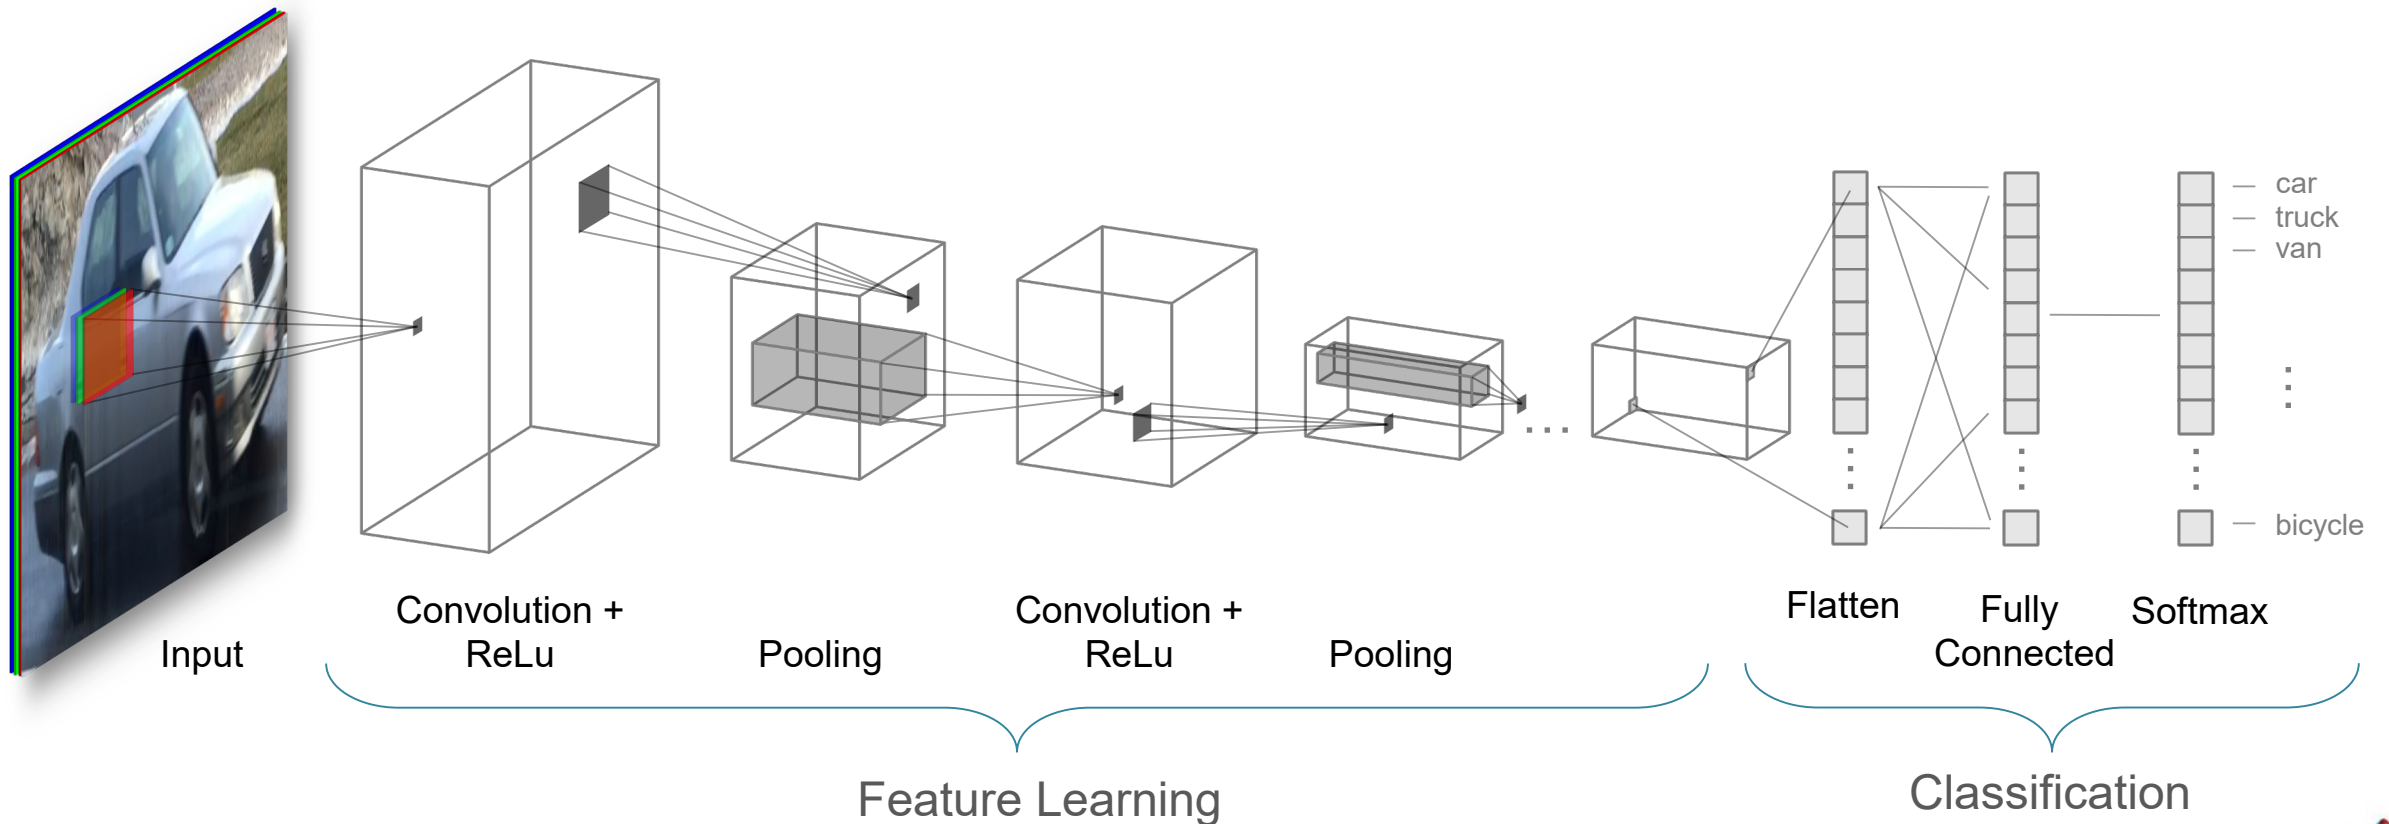 car
truck
van
bicycle
Input
Convolution +
ReLu
Pooling
Convolution +
ReLu
Pooling
Flatten
Fully
Connected
Softmax
Feature Learning
Classification